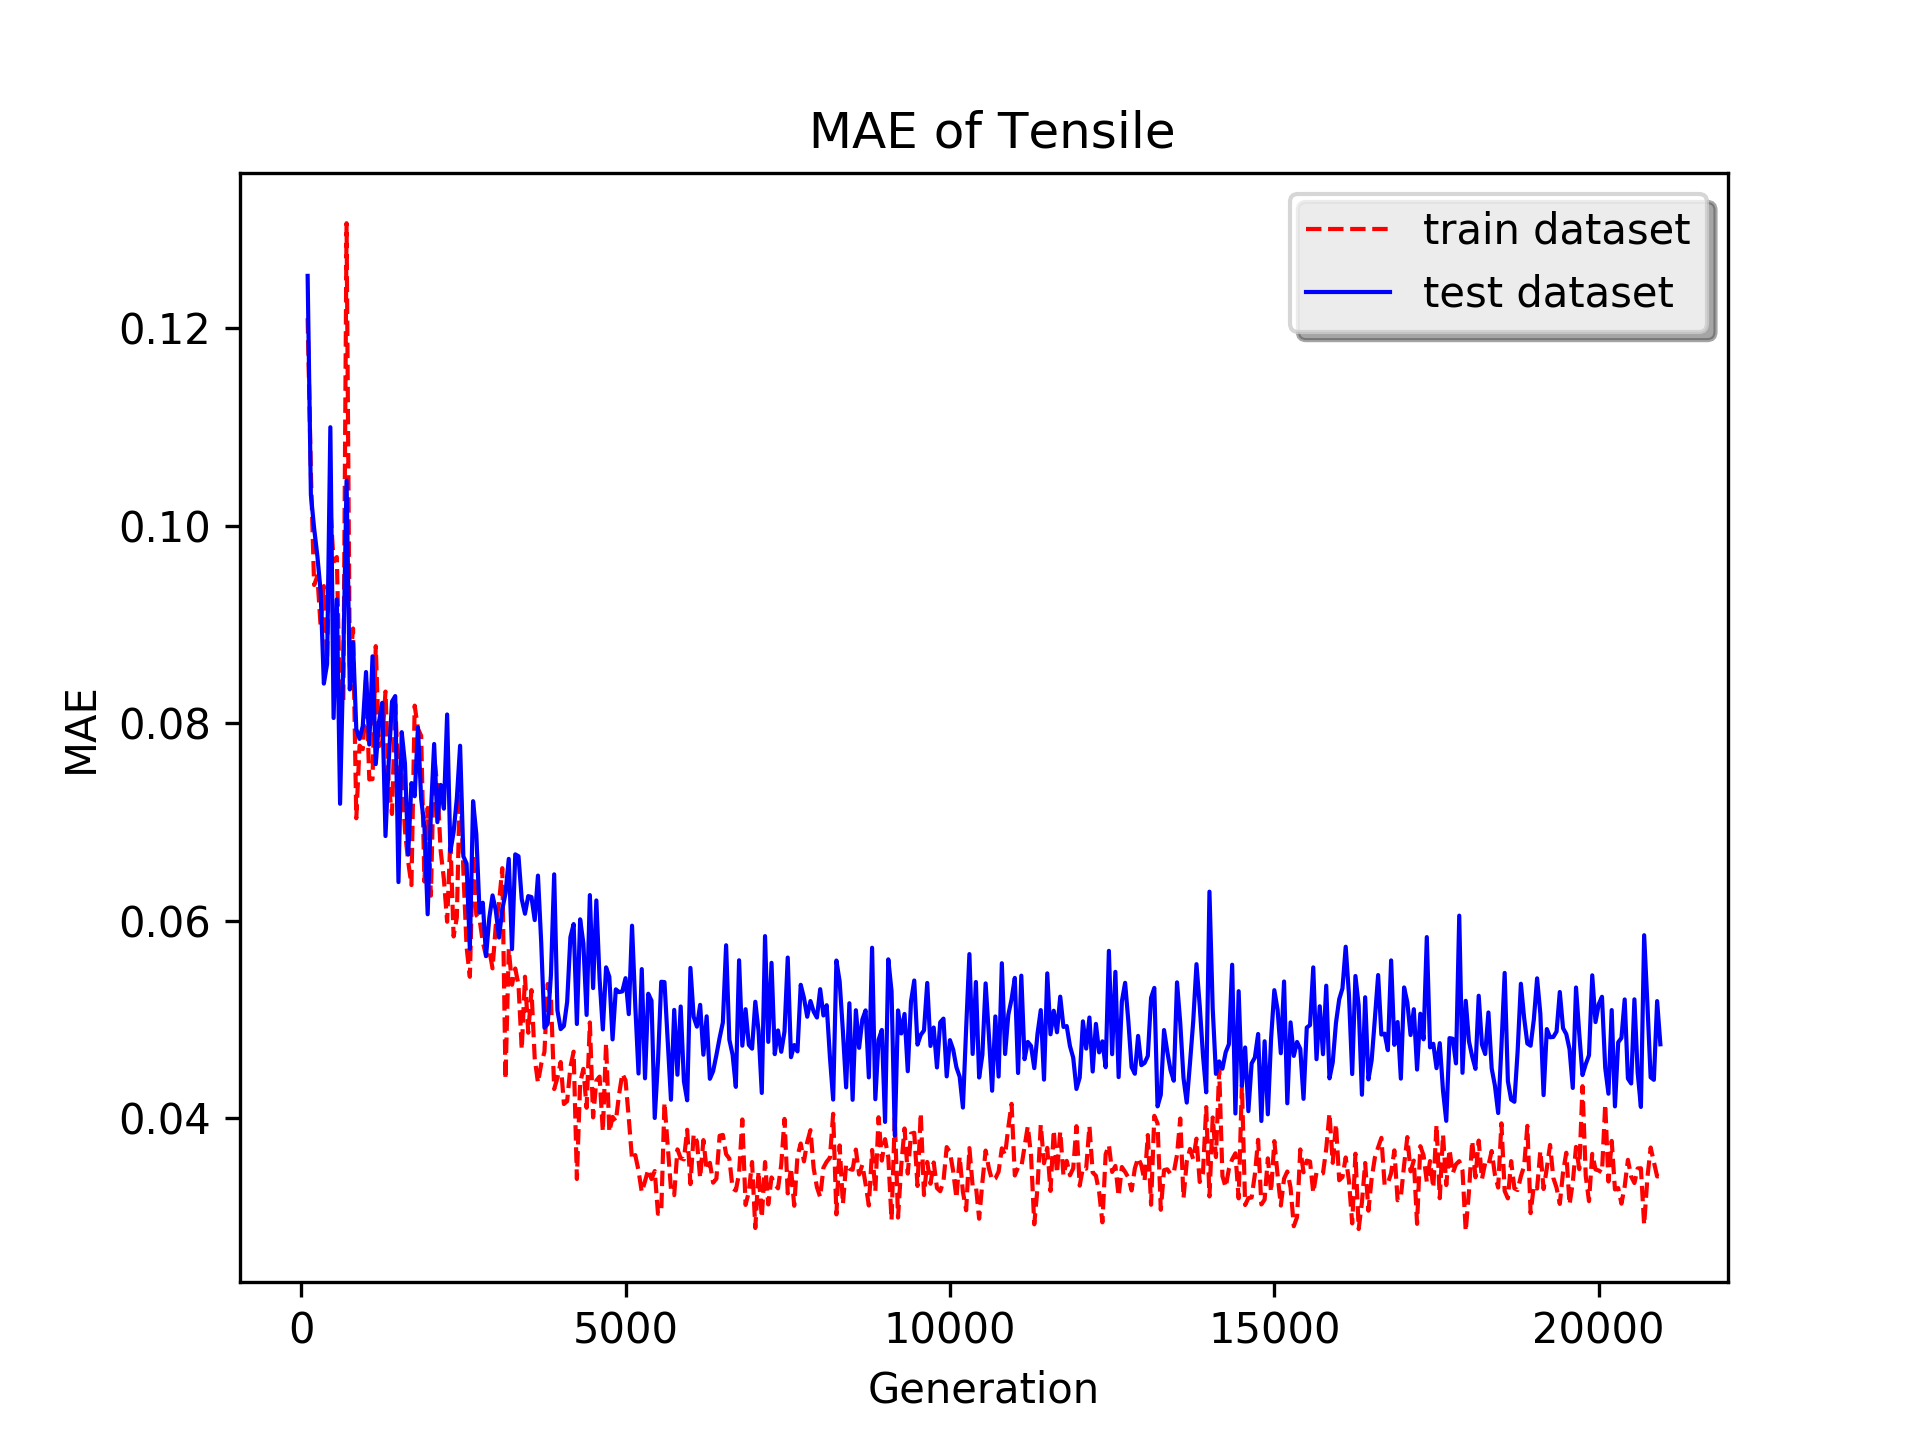 MAE of Tensile
train dataset
test dataset
0.12
0.10
0.08
0.06
0.04
MAE
0 5000 10000 15000 20000
Generation